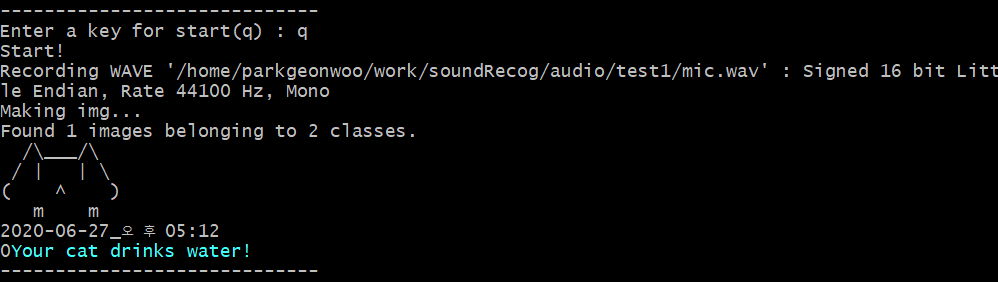 -----------------------------
Enter a key for start(q) : q
Start!
Recording WAVE '/home/parkgeonwoo/work/soundRecog/audio/test1/mic.wav' : Signed 16 bit Litt
le Endian, Rate 44100 Hz, Mono
Making img...
Found 1 images belonging to 2 classes.
  /\___/\
 / |   | \
(    ^    )
   m    m
2020-06-27_오 후 05:12
0Your cat drinks water!
-----------------------------